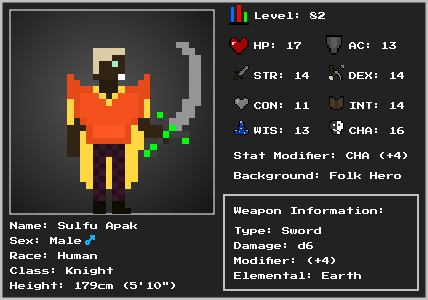 Level: 82
HP: 17
AC: 13
STR: 14
DEX: 14
CON: 11
INT: 14
WIS: 13
CHA: 16
Stat Modifier: CHA (+4)
Background: Folk Hero
Name: Sulfu Apak
Sex: Male♂
Race: Human
Class: Knight
Height: 179cm (5'10")
Weapon Information:
Type: Sword
Damage: d6
Modifier: (+4)
Elemental: Earth